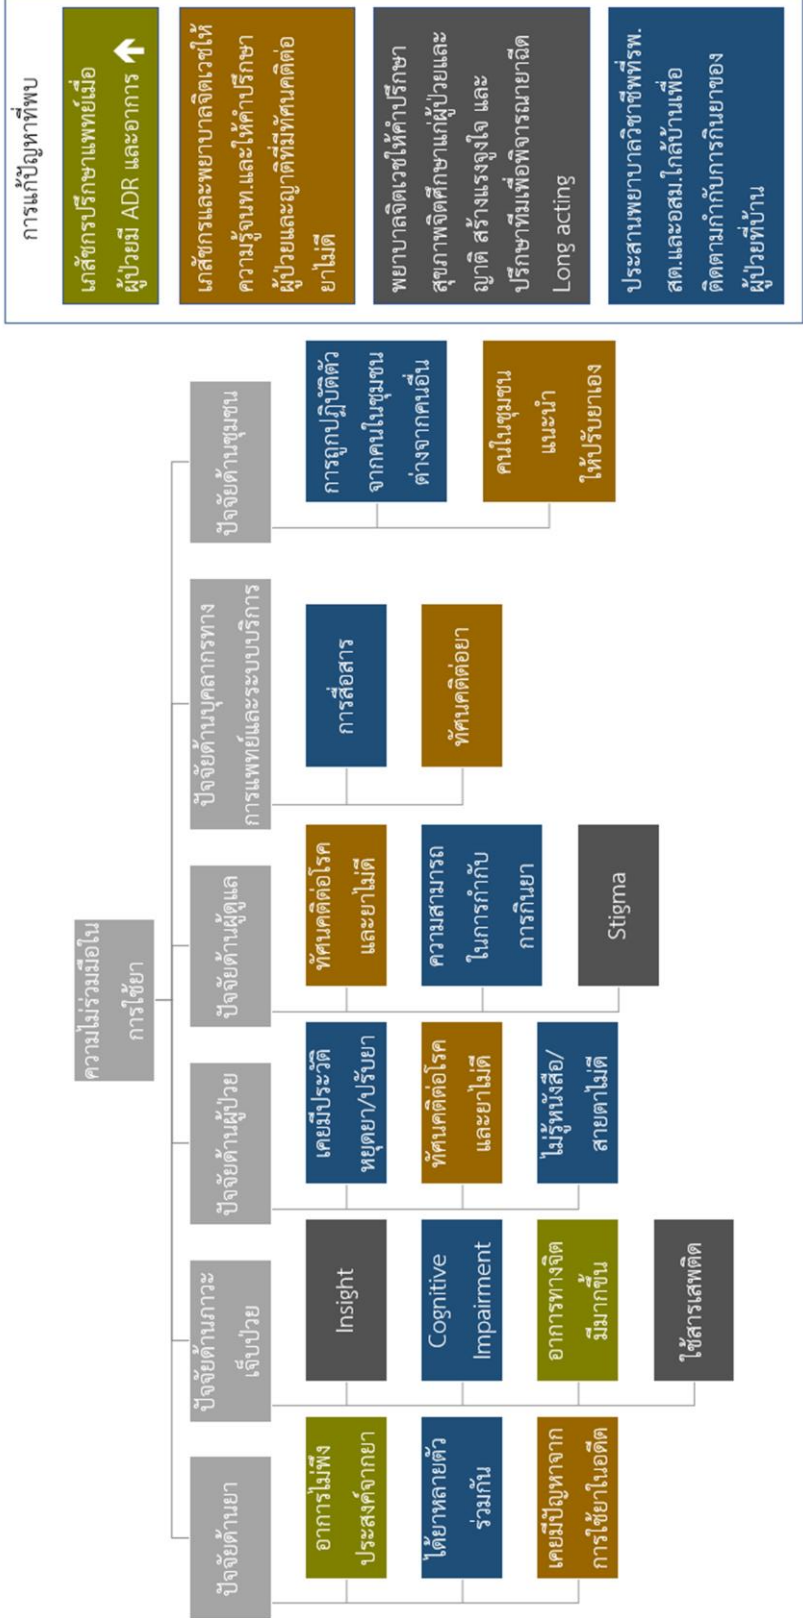 ความไม่ร่วมมือใน
การใช้ยา
ปัจจัยด้านยา
อาการไม่พึง
ประสงค์จากยา
ได้ยาหลายตัว
ร่วมกัน
เคยมีปัญหาจาก
การใช้ยาในอดีต
ปัจจัยด้านภาวะ
เจ็บป่วย
Insight
Cognitive
Impairment
อาการทางจิต
มีมากขึ้น
ใช้สารเสพติด
ปัจจัยด้านผู้ป่วย
เคยมีประวัติ
หยุดยา/ปรับยา
ทัศนคติต่อโรค
และยาไม่ดี
ไม่รู้หนังสือ/
สายตาไม่ดี
ปัจจัยด้านผู้ดูแล
ทัศนคติต่อโรค
และยาไม่ดี
ความสามารถ
ในการกำกับ
การกินยา
Stigma
ปัจจัยด้านบุคลากรทาง
การแพทย์และระบบบริการ
การสื่อสาร
ทัศนคติต่อยา
ปัจจัยด้านชุมชน
การถูกปฏิบัติตัว
จากคนในชุมชน
ต่างจากคนอื่น
คนในชุมชน
แนะนำ
ให้ปรับยาเอง
การแก้ปัญหาที่พบ
เภสัชกรปรึกษาแพทย์เมื่อ
ผู้ป่วยมี ADR และอาการ ↑
เภสัชกรและพยาบาลจิตเวชให้
ความรู้จนท.และให้คำปรึกษา
ผู้ป่วยและญาติที่มีทัศนคติต่อ
ยาไม่ดี
พยาบาลจิตเวชให้คำปรึกษา
สุขภาพจิตศึกษาแก่ผู้ป่วยและ
ญาติ สร้างแรงจูงใจ และ
ปรึกษาทีมเพื่อพิจารณายาฉีด
Long acting
ประสานพยาบาลวิชาชีพที่รพ.
สต.และอสม.ใกล้บ้านเพื่อ
ติดตามกำกับการกินยาของ
ผู้ป่วยที่บ้าน